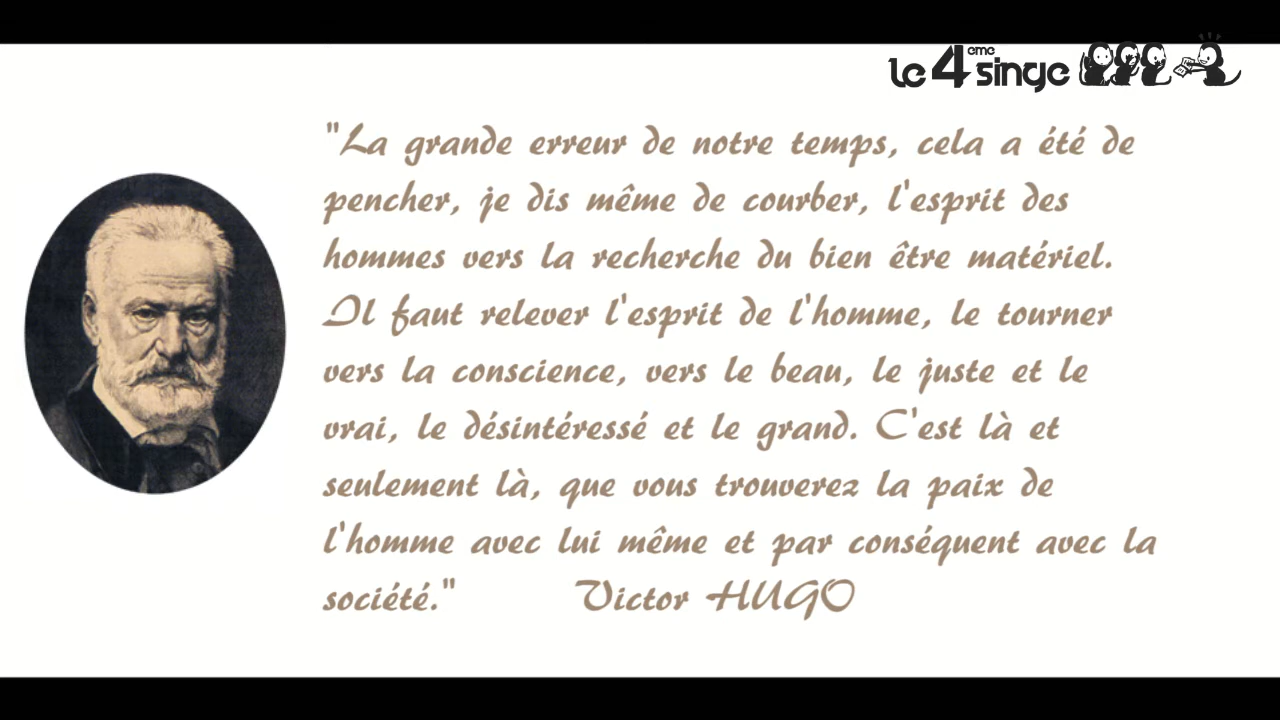 le 4eme singe
"La grande erreur de notre temps, cela a été de
pencher, je dis même de courber, l'esprit des
hommes vers la recherche du bien être matériel.
Il faut relever l'esprit de l'homme, le tourner
vers la conscience, vers le beau, le juste et le
vrai, le désintéressé et le grand. C'est là et
seulement là, que vous trouverez la paix de
l'homme avec lui même et par conséquent avec la
société." Victor HUGO